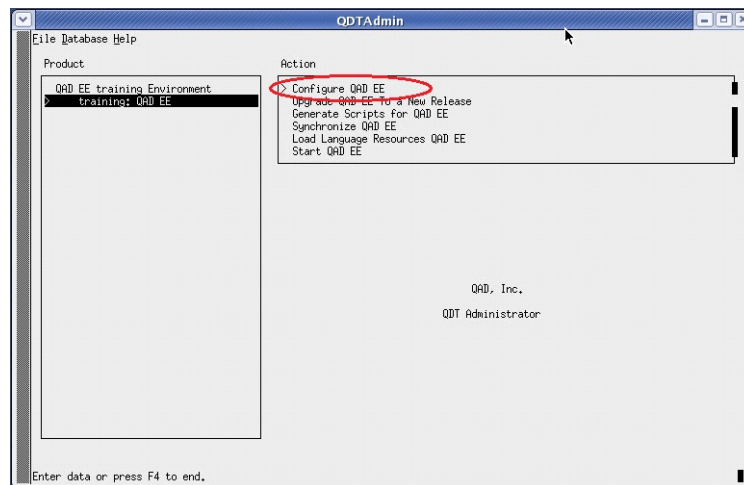 QDTAdmin
File Database Help
Product
QAD EE training Environment
> training: QAD EE
Action
> Configure QAD EE
Upgrade QAD EE To a New Release
Generate Scripts for QAD EE
Synchronize QAD EE
Load Language Resources QAD EE
Start QAD EE
QAD, Inc.
QDT Administrator
Enter data or press F4 to end.